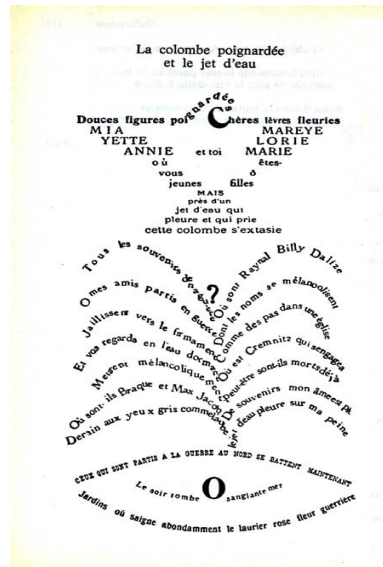 La colombe poignardée
et le jet d'eau
Douces figures poignardées Chères lèvres fleuries
MIA MAREYE
YETTE LORIE
ANNIE et toi MARIE
où êtes-
vous ô
jeunes filles
MAIS
près d'un
jet d'eau qui
pleure et qui prie
cette colombe s'extasie
Tous les souvenirs de naguère
O mes amis partis en guerre
Jaillissent vers le firmament
Et vos regards en l'eau dormant
Meurent mélancoliquement
Où sont-ils Braque et Max Jacob
Derain aux yeux gris comme l'aube
?
Où sont Raynal Billy Dalize
Dont les noms se mélancolisent
Comme des pas dans une église
Où est Cremnitz qui s'engagea
Peut-être sont-ils morts déjà
De souvenirs mon âme est pleine
Le jet d'eau pleure sur ma peine
CEUX QUI SONT PARTIS A LA GUERRE AU NORD SE BATTENT MAINTENANT
Le soir tombe O sanglante mer
Jardins où saigne abondamment le laurier rose fleur guerrière